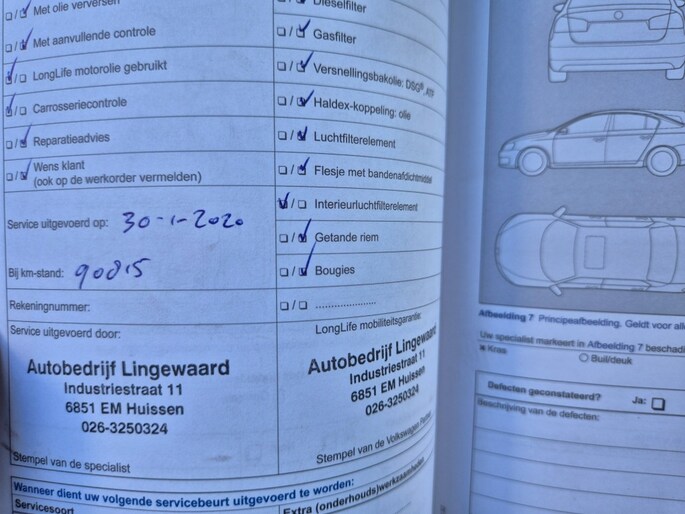 Met olie verversen
Met aanvullende controle
LongLife motorolie gebruikt
Carrosseriecontrole
Reparatieadvies
Wens klant
(ook op de werkorder vermelden)
Service uitgevoerd op: 30-1-2020
Bij km-stand: 90815
Rekeningnummer:
Service uitgevoerd door:
Autobedrijf Lingewaard
Industriestraat 11
6851 EM Huissen
026-3250324
Stempel van de specialist
Dieselfilter
Gasfilter
Versnellingsbakolie: DSG®,
Haldex-koppeling: olie
Luchtfilterelement
Flesje met bandenafdichtmiddel
Interieurluchtfilterelement
Getande riem
Bougies
....................
LongLife mobiliteitsgarantie:
Autobedrijf Lingewaard
Industriestraat 11
6851 EM Huissen
026-3250324
Stempel van de Volkswagen
Wanneer dient uw volgende servicebeurt uitgevoerd te worden:
Servicesoort
Extra (onderhouds)werkzaamheden
Afbeelding 7 Principeafbeelding. Geldt voor
Uw specialist markeert in Afbeelding 7
Kras
Buil/deuk
Defecten geconstateerd? Ja:
Beschrijving van de defecten: